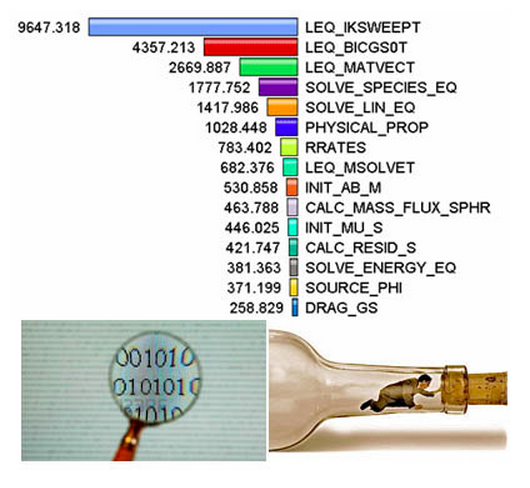 9647.318 LEQ_IKSWEEPT
4357.213 LEQ_BICGS0T
2669.887 LEQ_MATVECT
1777.752 SOLVE_SPECIES_EQ
1417.986 SOLVE_LIN_EQ
1028.448 PHYSICAL_PROP
783.402 RRATES
682.376 LEQ_MSOLVET
530.858 INIT_AB_M
463.788 CALC_MASS_FLUX_SPHR
446.025 INIT_MU_S
421.747 CALC_RESID_S
381.363 SOLVE_ENERGY_EQ
371.199 SOURCE_PHI
258.829 DRAG_GS
001010
0101010
01010